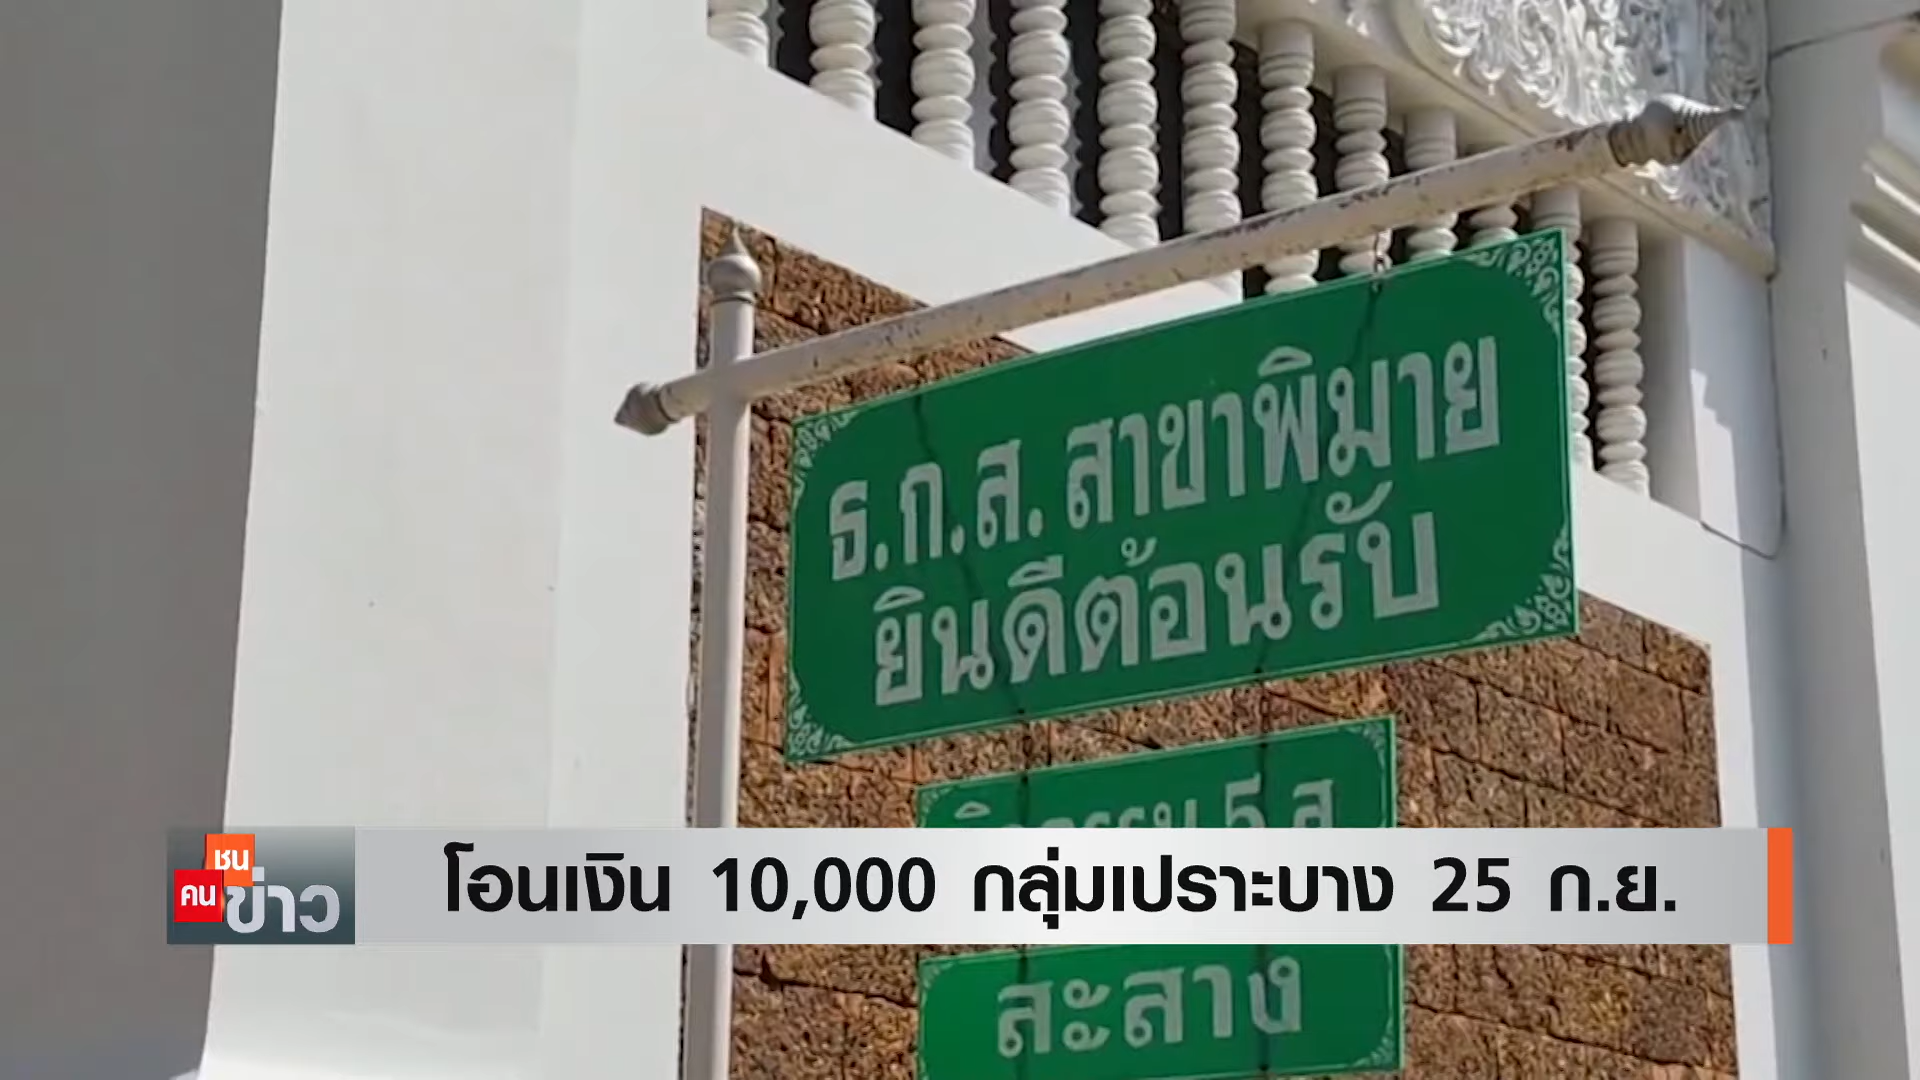 ธ.ก.ส. สาขาพิมาย
ยินดีต้อนรับ
5 ส
ชน
คน
ข่าว
โอนเงิน 10,000 กลุ่มเปราะบาง 25 ก.ย.
สะสาง